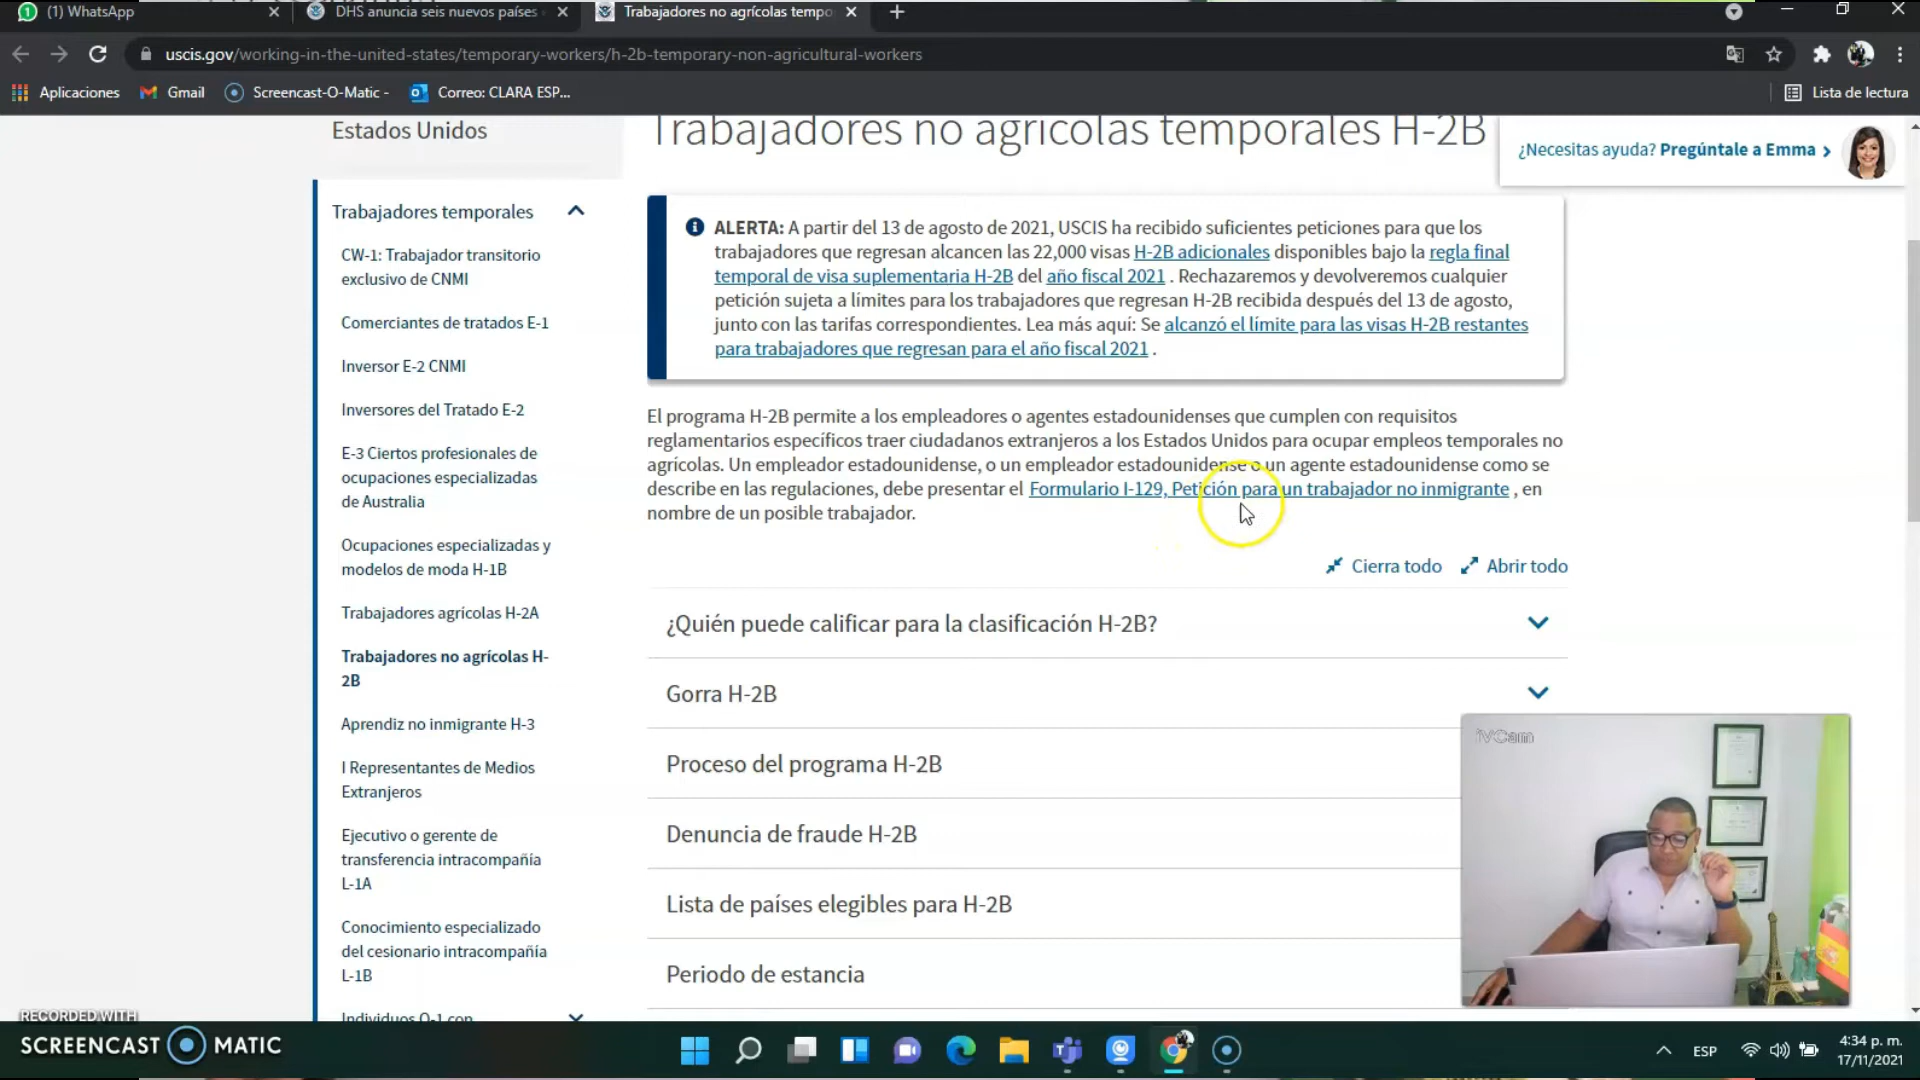 (1) WhatsApp
DHS anuncia seis nuevos países
Trabajadores no agrícolas tempo
uscis.gov/working-in-the-united-states/temporary-workers/h-2b-temporary-non-agricultural-workers
Aplicaciones
Gmail
Screencast-O-Matic -
Correo: CLARA ESP...
Lista de lectura
Estados Unidos
Trabajadores temporales
CW-1: Trabajador transitorio
exclusivo de CNMI
Comerciantes de tratados E-1
Inversor E-2 CNMI
Inversores del Tratado E-2
E-3 Ciertos profesionales de
ocupaciones especializadas
de Australia
Ocupaciones especializadas y
modelos de moda H-1B
Trabajadores agrícolas H-2A
Trabajadores no agrícolas H-
2B
Aprendiz no inmigrante H-3
I Representantes de Medios
Extranjeros
Ejecutivo o gerente de
transferencia intracompañía
L-1A
Conocimiento especializado
del cesionario intracompañía
L-1B
Individuos O-1 con
Trabajadores no agrícolas temporales H-2B
¿Necesitas ayuda? Pregúntale a Emma
ALERTA: A partir del 13 de agosto de 2021, USCIS ha recibido suficientes peticiones para que los
trabajadores que regresan alcancen las 22,000 visas H-2B adicionales disponibles bajo la regla final
temporal de visa suplementaria H-2B del año fiscal 2021 . Rechazaremos y devolveremos cualquier
petición sujeta a límites para los trabajadores que regresan H-2B recibida después del 13 de agosto,
junto con las tarifas correspondientes. Lea más aquí: Se alcanzó el límite para las visas H-2B restantes
para trabajadores que regresan para el año fiscal 2021 .
El programa H-2B permite a los empleadores o agentes estadounidenses que cumplen con requisitos
reglamentarios específicos traer ciudadanos extranjeros a los Estados Unidos para ocupar empleos temporales no
agrícolas. Un empleador estadounidense, o un empleador estadounidense o un agente estadounidense como se
describe en las regulaciones, debe presentar el Formulario I-129, Petición para un trabajador no inmigrante , en
nombre de un posible trabajador.
Cierra todo
Abrir todo
¿Quién puede calificar para la clasificación H-2B?
Gorra H-2B
Proceso del programa H-2B
Denuncia de fraude H-2B
Lista de países elegibles para H-2B
Periodo de estancia
iVCam
RECORDED WITH
SCREENCAST MATIC
ESP
4:34 p. m.
17/11/2021